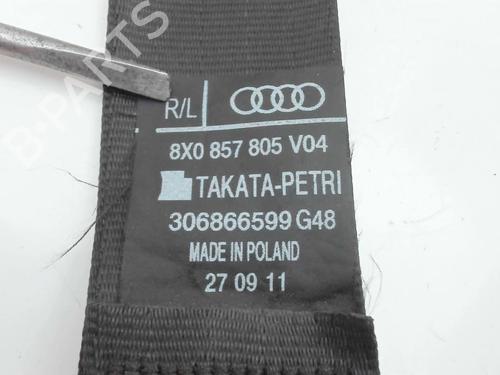 B-PARTS
R/L
8X0 857 805 V04
TAKATA-PETRI
306866599 G48
MADE IN POLAND
27 09 11